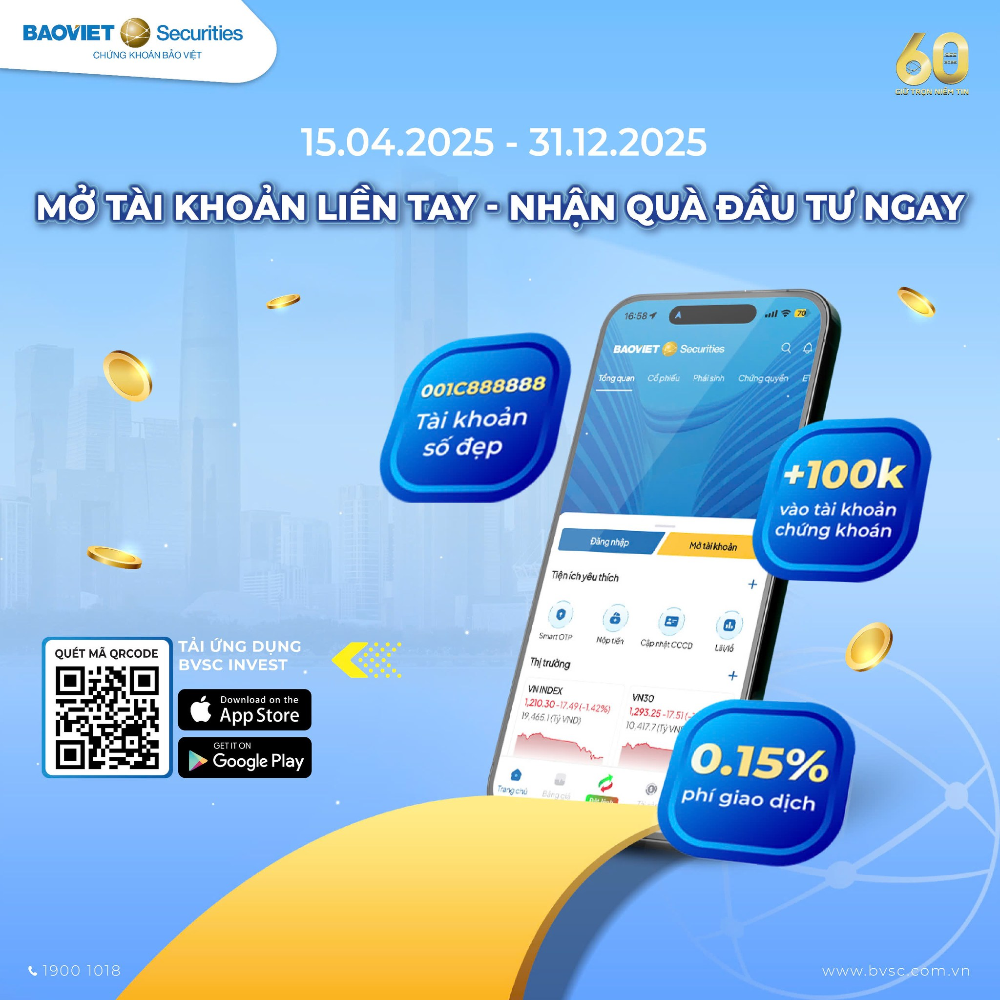 BAOVIET Securities
CHỨNG KHOÁN BẢO VIỆT
60
GIỮ TRỌN NIỀM TIN
15.04.2025 - 31.12.2025
MỞ TÀI KHOẢN LIỀN TAY - NHẬN QUÀ ĐẦU TƯ NGAY
16:58
70
BAOVIET Securities
Tổng quan Cổ phiếu Phái sinh Chứng quyền
001C888888
Tài khoản
số đẹp
+100k
vào tài khoản
chứng khoán
Đăng nhập Mở tài khoản
Tiện ích yêu thích +
Smart OTP Nộp tiền Cập nhật CCCD Lãi/lỗ
Thị trường +
VNINDEX VN30
1,210.30 -17.49 (-1.42%) 1,293.25 -17.51
19,465.1 (Tỷ VND) 10,417.7 (Tỷ VN
Trang chủ Bảng giá Đặt lệnh
0.15%
phí giao dịch
QUÉT MÃ QRCODE
TẢI ỨNG DỤNG
BVSC INVEST
Download on the
App Store
GET IT ON
Google Play
1900 1018
www.bvsc.com.vn